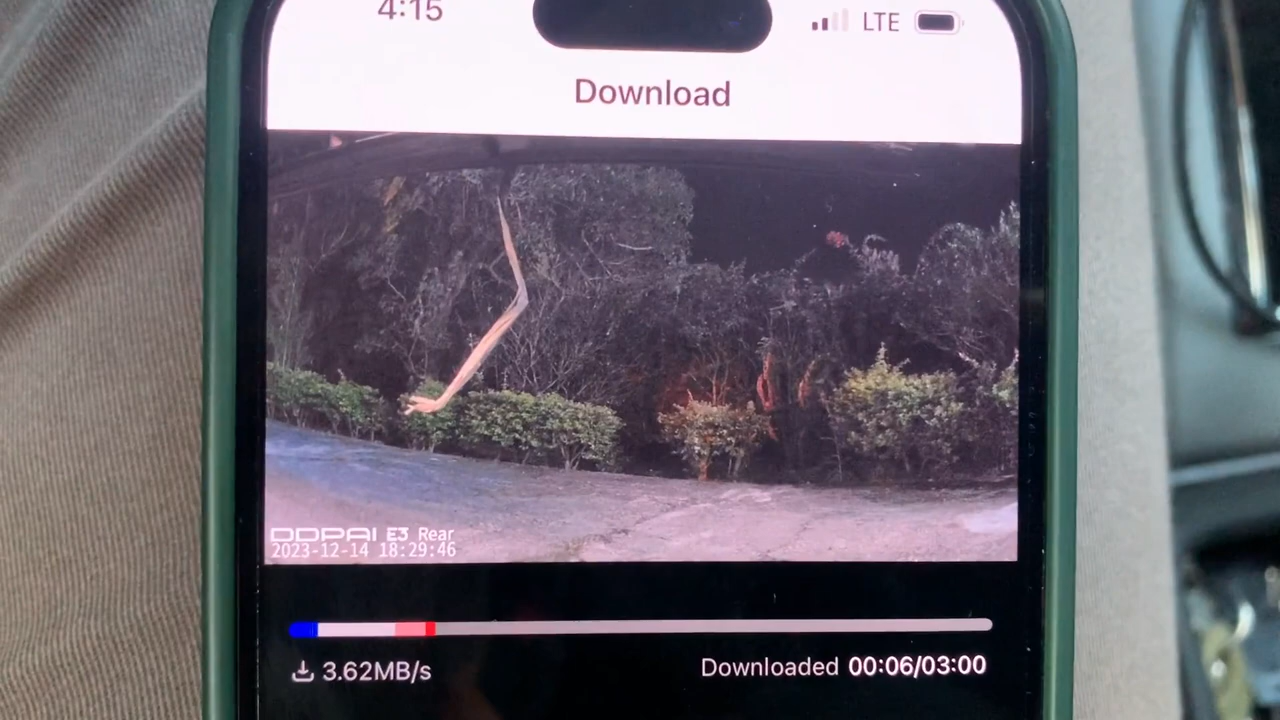 4:15
LTE
Download
DDPAI E3 Rear
2023-12-14 18:29:46
3.62MB/s
Downloaded 00:06/03:00